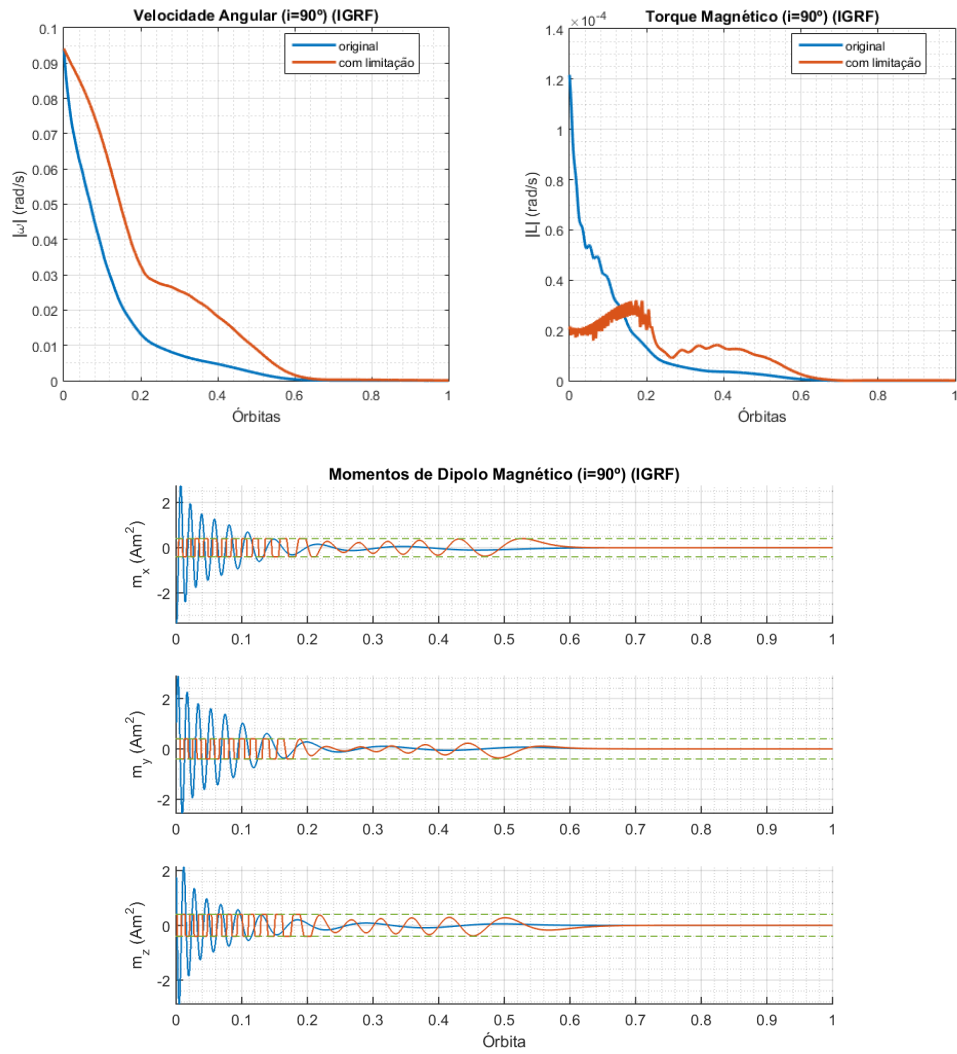 Velocidade Angular (i=90º) (IGRF)
0.1
0.09
0.08
0.07
0.06
0.05
0.04
0.03
0.02
0.01
0
|ω| (rad/s)
original
com limitação
0 0.2 0.4 0.6 0.8 1
Órbitas
Torque Magnético (i=90º) (IGRF)
×10⁻⁴
1.4
1.2
1
0.8
0.6
0.4
0.2
0
|L| (rad/s)
original
com limitação
0 0.2 0.4 0.6 0.8 1
Órbitas
Momentos de Dipolo Magnético (i=90º) (IGRF)
2
0
-2
m_x (Am²)
0 0.1 0.2 0.3 0.4 0.5 0.6 0.7 0.8 0.9 1
2
0
-2
m_y (Am²)
0 0.1 0.2 0.3 0.4 0.5 0.6 0.7 0.8 0.9 1
2
0
-2
m_z (Am²)
0 0.1 0.2 0.3 0.4 0.5 0.6 0.7 0.8 0.9 1
Órbita